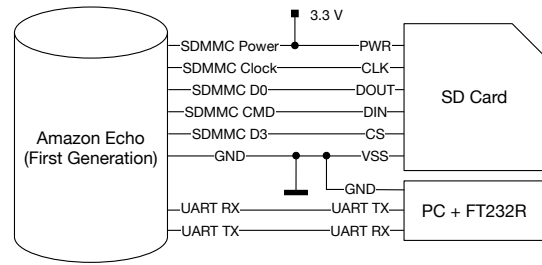 3.3 V
SDMMC Power PWR
SDMMC Clock CLK
SDMMC D0 DOUT
SDMMC CMD DIN
SDMMC D3 CS
GND VSS
Amazon Echo
(First Generation)
SD Card
GND
UART RX UART TX
UART TX UART RX
PC + FT232R